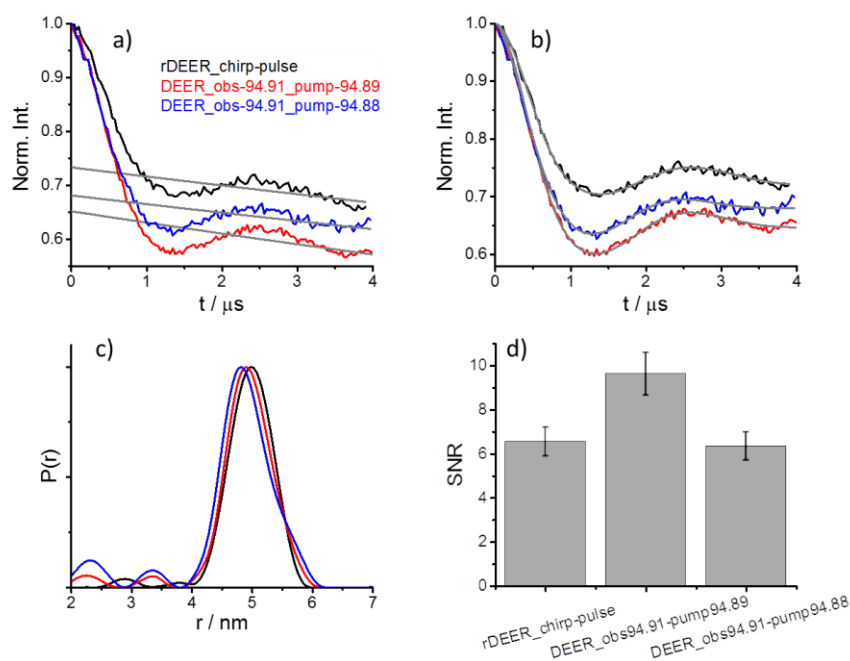 a)
rDEER_chirp-pulse
DEER_obs-94.91_pump-94.89
DEER_obs-94.91_pump-94.88
1.0
0.9
0.8
0.7
0.6
Norm. Int.
0
1
2
3
4
t / μs
b)
1.0
0.9
0.8
0.7
0.6
Norm. Int.
0
1
2
3
4
t / μs
c)
P(r)
2
3
4
5
6
7
r / nm
d)
10
8
6
4
2
0
SNR
rDEER_chirp-pulse
DEER_obs94.91-pump94.89
DEER_obs94.91-pump94.88